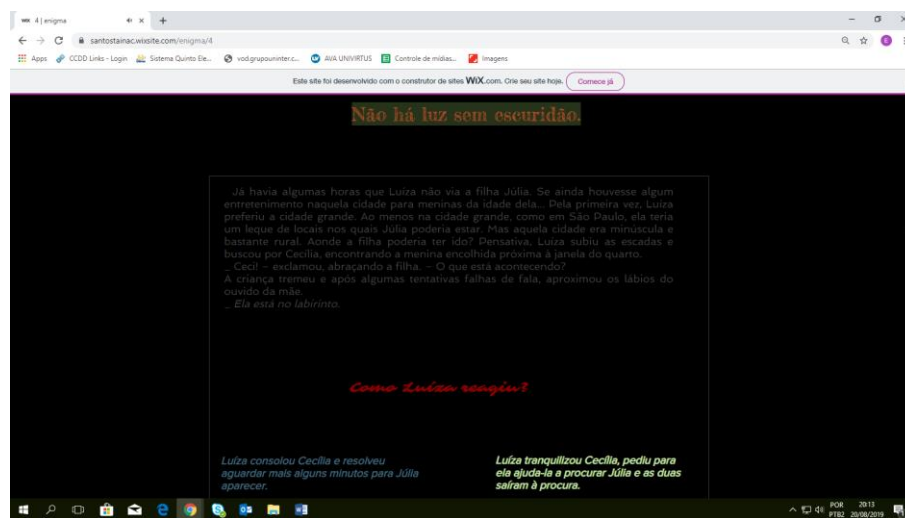 4 | enigma
santostainac.wixsite.com/enigma/4
Apps CCDD Links - Login Sistema Quinto Ele... vod.grupouninter.c... AVA UNIVIRTUS Controle de mídias... Imagens
Este site foi desenvolvido com o construtor de sites WiX.com. Crie seu site hoje. Comece já
Não há luz sem escuridão.
Já havia algumas horas que Luíza não via a filha Júlia. Se ainda houvesse algum
entretenimento naquela cidade para meninas da idade dela... Pela primeira vez, Luíza
preferiu a cidade grande. Ao menos na cidade grande, como em São Paulo, ela teria
um leque de locais nos quais Júlia poderia estar. Mas aquela cidade era minúscula e
bastante rural. Aonde a filha poderia ter ido? Pensativa, Luíza subiu as escadas e
buscou por Cecília, encontrando a menina encolhida próxima à janela do quarto.
_ Ceci! – exclamou, abraçando a filha. – O que está acontecendo?
A criança tremeu e após algumas tentativas falhas de fala, aproximou os lábios do
ouvido da mãe.
_ Ela está no labirinto.
Como Luíza reagiu?
Luíza consolou Cecília e resolveu
aguardar mais alguns minutos para Júlia
aparecer.
Luíza tranquilizou Cecília, pediu para
ela ajuda-la a procurar Júlia e as duas
saíram à procura.
POR 20:13
PTB2 20/08/2019